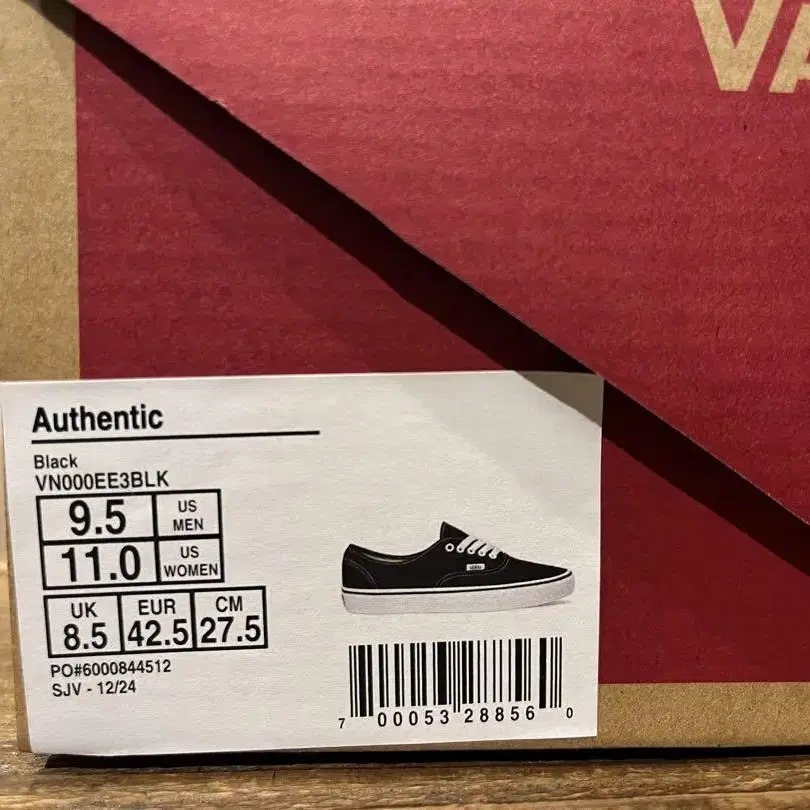 VA
Authentic
Black
VN000EE3BLK
9.5 US MEN
11.0 US WOMEN
UK EUR CM
8.5 42.5 27.5
PO#6000844512
SJV - 12/24
7 00053 28856 0